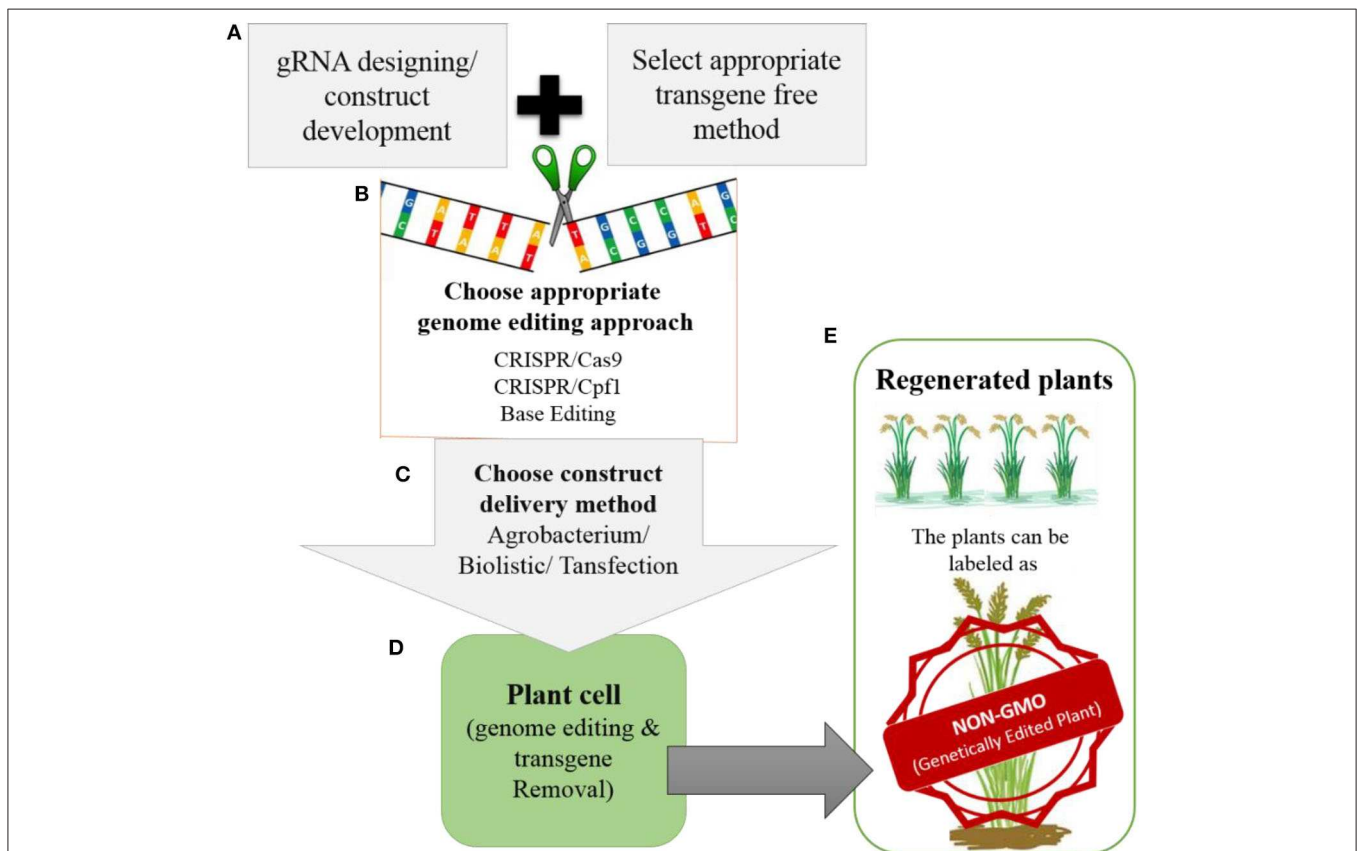 A
gRNA designing/
construct
development
Select appropriate
transgene free
method
B
G A T T A
C T A A T
T G C C A G
A C G G T C
Choose appropriate
genome editing approach
CRISPR/Cas9
CRISPR/Cpf1
Base Editing
C
Choose construct
delivery method
Agrobacterium/
Biolistic/ Tansfection
D
Plant cell
(genome editing &
transgene
Removal)
E
Regenerated plants
The plants can be
labeled as
NON-GMO
(Genetically Edited Plant)